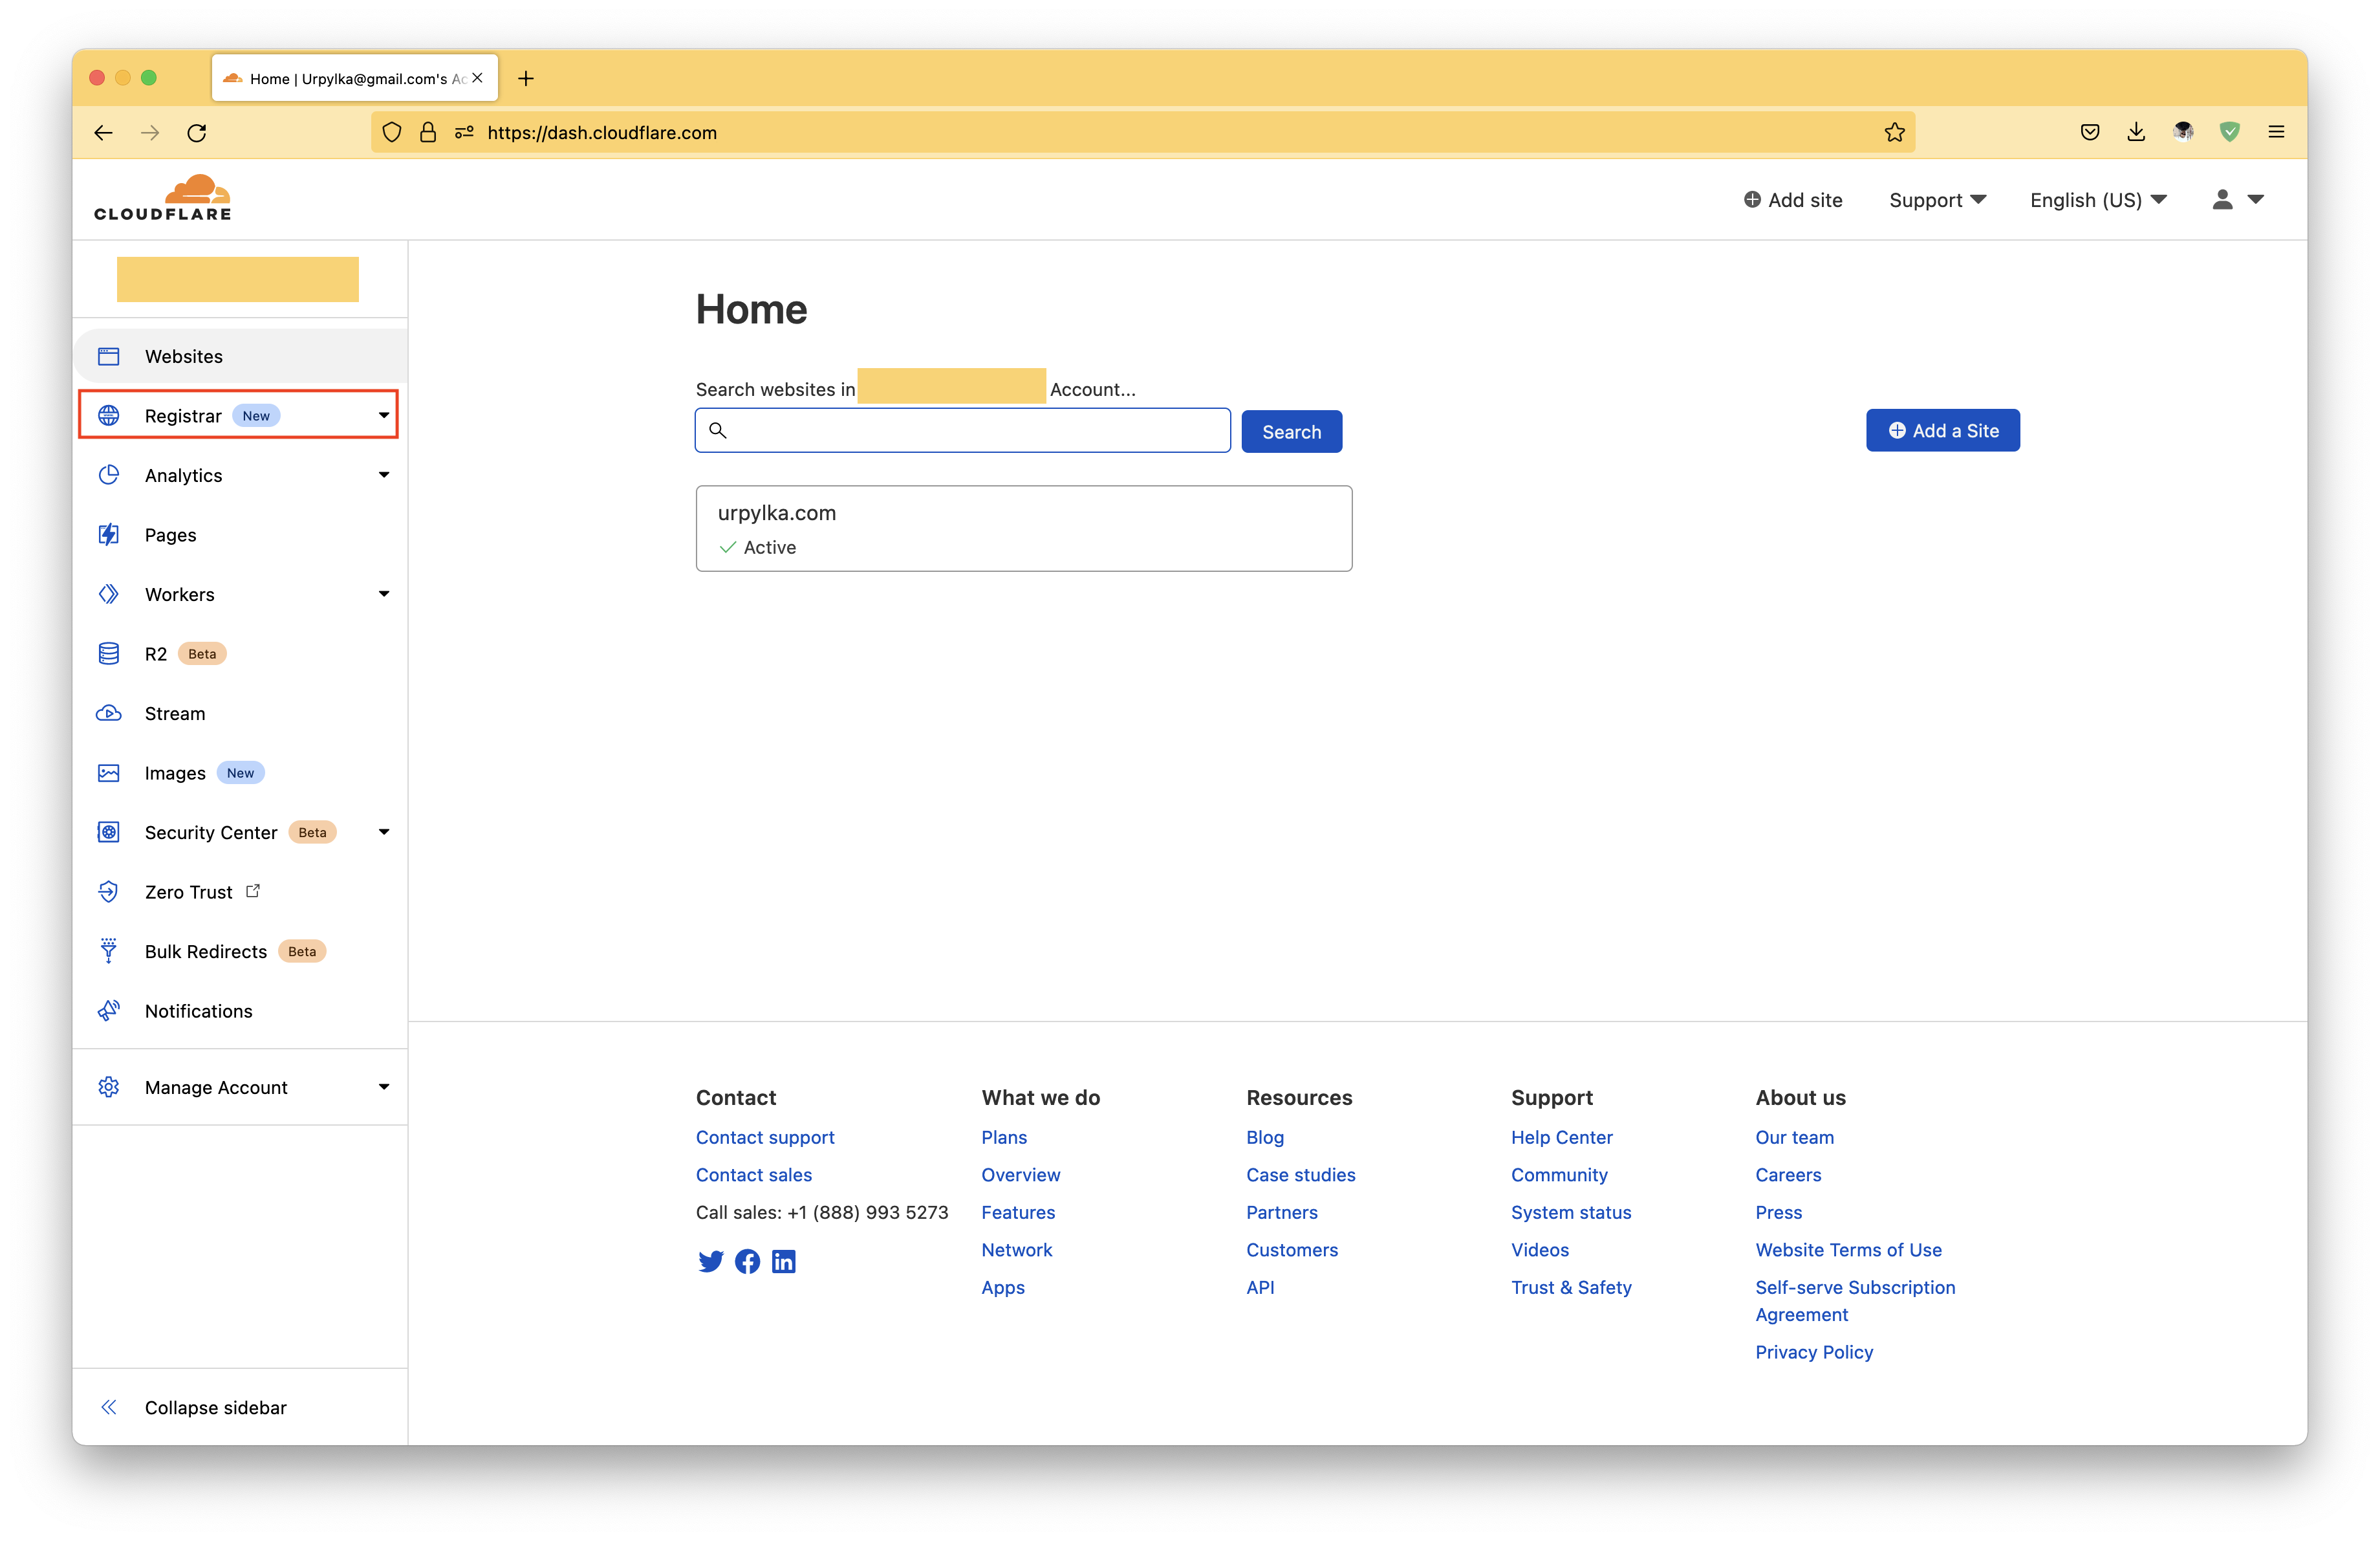 Home | Urpylka@gmail.com's Ac
https://dash.cloudflare.com
CLOUDFLARE
Add site
Support
English (US)
Websites
Registrar New
Analytics
Pages
Workers
R2 Beta
Stream
Images New
Security Center Beta
Zero Trust
Bulk Redirects Beta
Notifications
Manage Account
Collapse sidebar
Home
Search websites in Account...
Search
Add a Site
urpylka.com
Active
Contact
Contact support
Contact sales
Call sales: +1 (888) 993 5273
What we do
Plans
Overview
Features
Network
Apps
Resources
Blog
Case studies
Partners
Customers
API
Support
Help Center
Community
System status
Videos
Trust & Safety
About us
Our team
Careers
Press
Website Terms of Use
Self-serve Subscription
Agreement
Privacy Policy